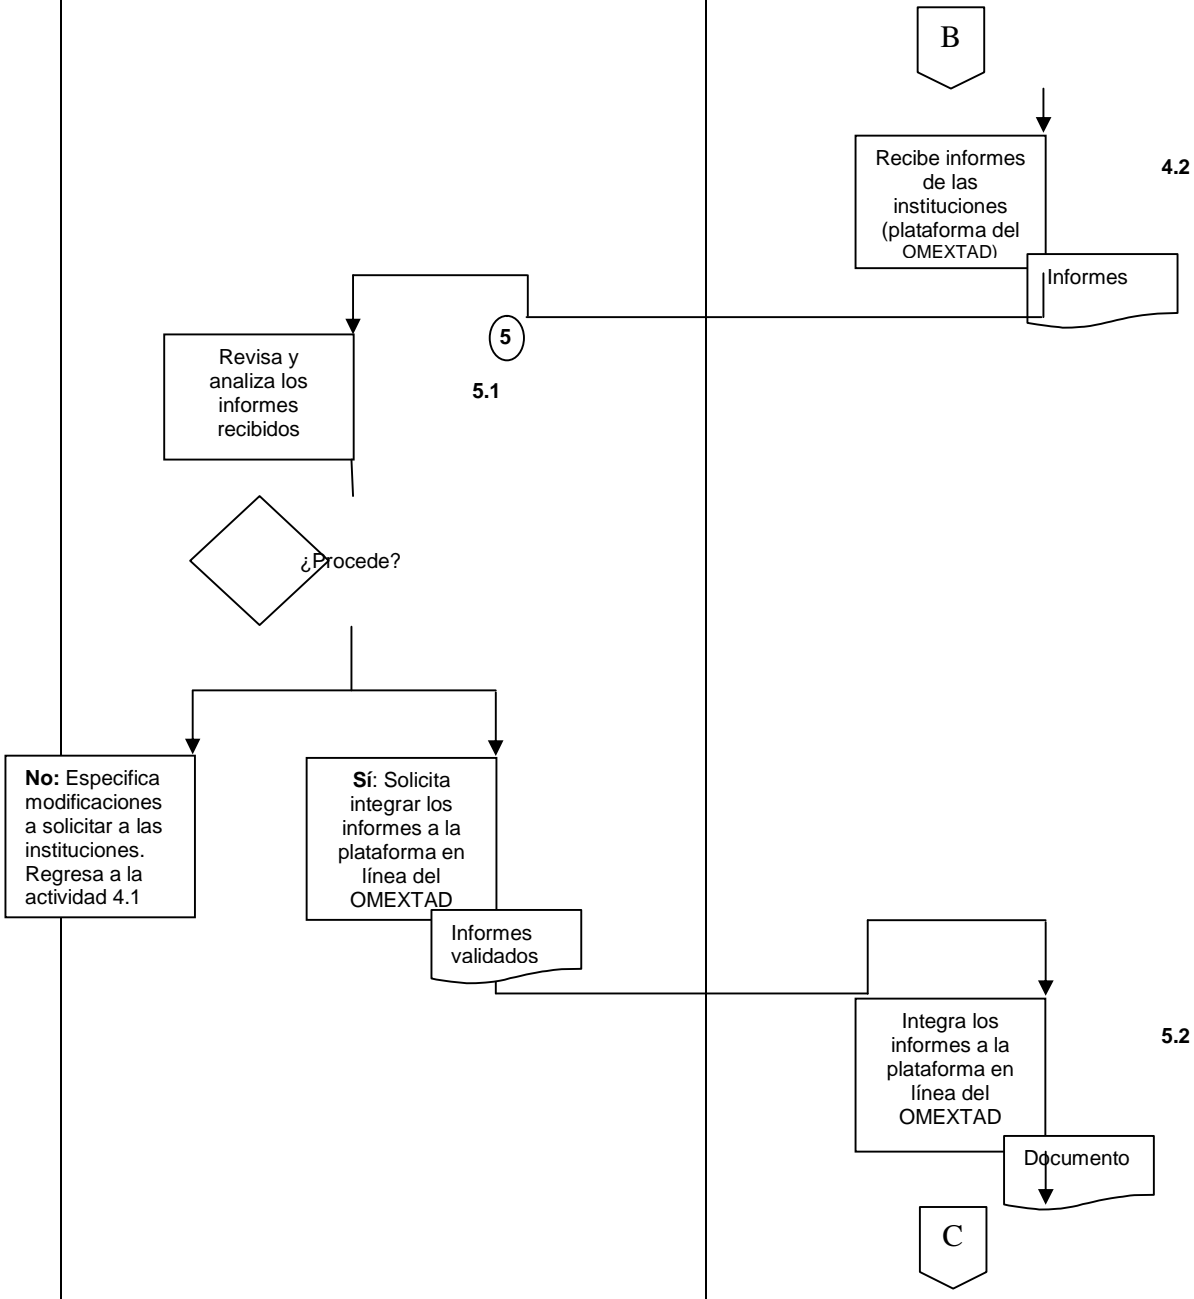 B
Recibe informes
de las
instituciones
(plataforma del
OMEXTAD)
4.2
Informes
5
5.1
Revisa y
analiza los
informes
recibidos
¿Procede?
No: Especifica
modificaciones
a solicitar a las
instituciones.
Regresa a la
actividad 4.1
Sí: Solicita
integrar los
informes a la
plataforma en
línea del
OMEXTAD
Informes
validados
Integra los
informes a la
plataforma en
línea del
OMEXTAD
5.2
Documento
C